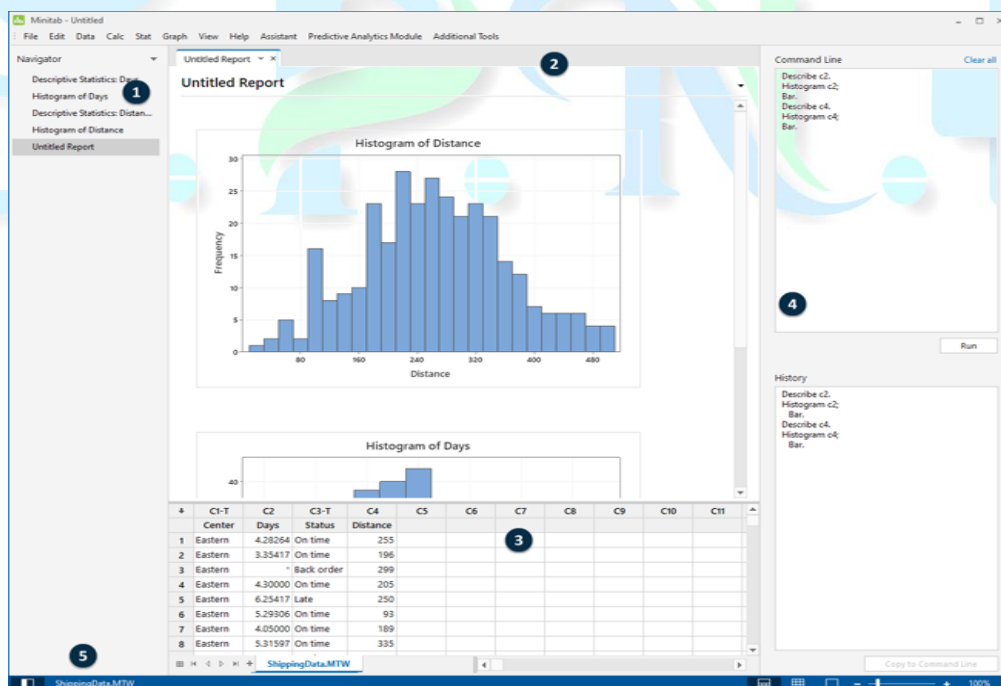 Minitab - Untitled
File Edit Data Calc Stat Graph View Help Assistant Predictive Analytics Module Additional Tools
Navigator
Descriptive Statistics: Days
Histogram of Days
Descriptive Statistics: Distan...
Histogram of Distance
Untitled Report
1
Untitled Report
2
Untitled Report
Histogram of Distance
Frequency
30
25
20
15
10
5
0
80 160 240 320 400 480
Distance
Histogram of Days
40
C1-T C2 C3-T C4 C5 C6 C7 C8 C9 C10 C11
Center Days Status Distance
1 Eastern 4.28264 On time 255
2 Eastern 3.35417 On time 196
3 Eastern * Back order 299
4 Eastern 4.30000 On time 205
5 Eastern 6.25417 Late 250
6 Eastern 5.29306 On time 93
7 Eastern 4.05000 On time 189
8 Eastern 5.31597 On time 335
3
ShippingData.MTW
Command Line Clear all
Describe c2.
Histogram c2;
Bar.
Describe c4.
Histogram c4;
Bar.
4
Run
History
Describe c2.
Histogram c2;
Bar.
Describe c4.
Histogram c4;
Bar.
Copy to Command Line
5
ShippingData.MTW
100%